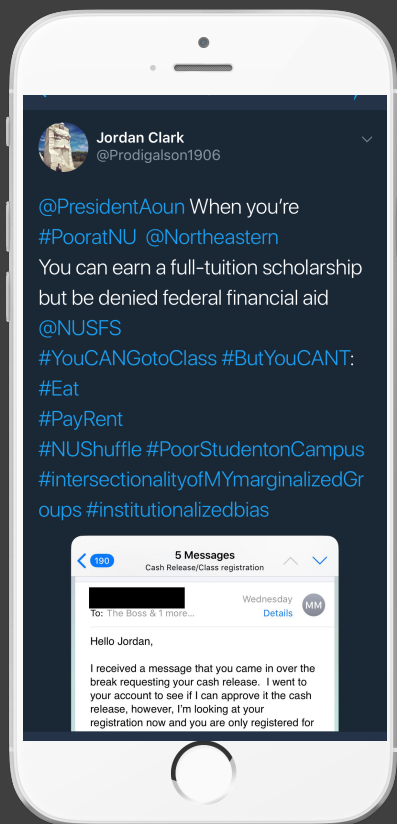 Jordan Clark
@Prodigalson1906
@PresidentAoun When you're
#PooratNU @Northeastern
You can earn a full-tuition scholarship
but be denied federal financial aid
@NUSFS
#YouCANGotoClass #ButYouCANT:
#Eat
#PayRent
#NUShuffle #PoorStudentonCampus
#intersectionalityofMYmarginalizedGr
oups #institutionalizedbias
190
5 Messages
Cash Release/Class registration
Wednesday
MM
To: The Boss & 1 more...
Details
Hello Jordan,
I received a message that you came in over the
break requesting your cash release. I went to
your account to see if I can approve it the cash
release, however, I'm looking at your
registration now and you are only registered for